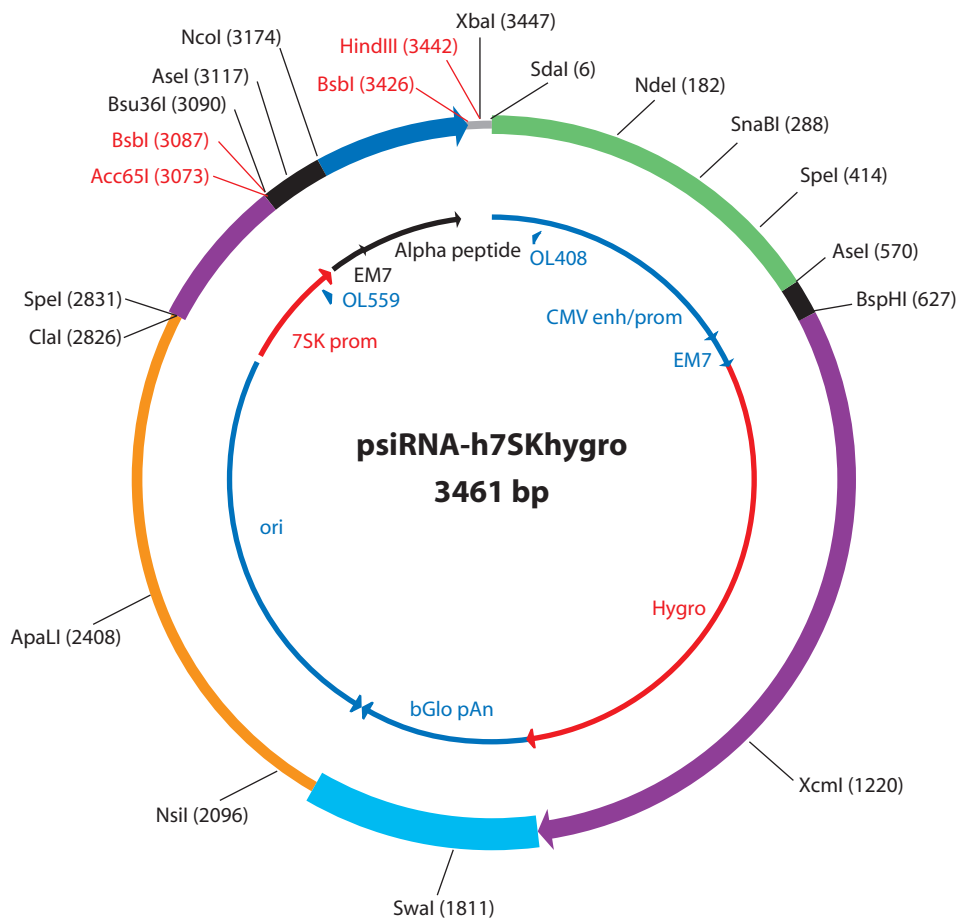 XbaI (3447)
NcoI (3174)
HindIII (3442)
SdaI (6)
AseI (3117)
BsbI (3426)
NdeI (182)
Bsu36I (3090)
SnaBI (288)
BsbI (3087)
Acc65I (3073)
SpeI (414)
Alpha peptide
AseI (570)
OL408
EM7
BspHI (627)
OL559
SpeI (2831)
CMV enh/prom
ClaI (2826)
7SK prom
EM7
psiRNA-h7SKhygro
3461 bp
ori
Hygro
ApaLI (2408)
bGlo pAn
XcmI (1220)
NsiI (2096)
SwaI (1811)